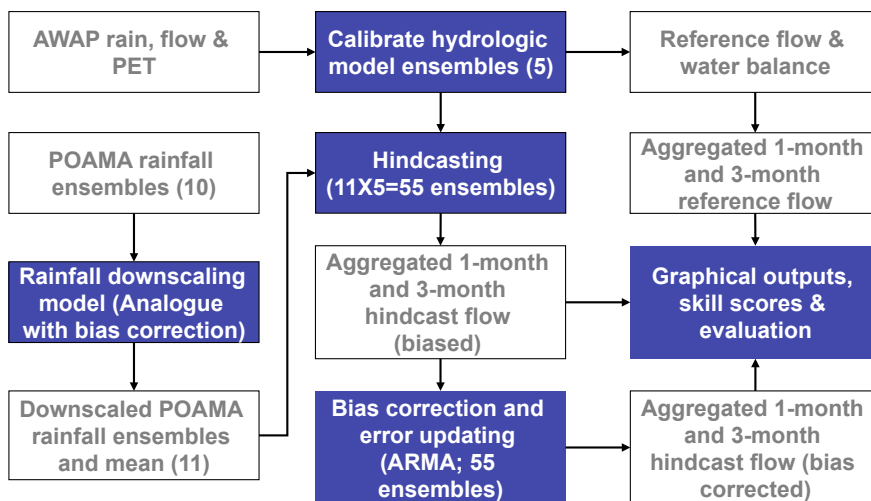 AWAP rain, flow &
PET
Calibrate hydrologic
model ensembles (5)
Reference flow &
water balance
POAMA rainfall
ensembles (10)
Hindcasting
(11X5=55 ensembles)
Aggregated 1-month
and 3-month
reference flow
Rainfall downscaling
model (Analogue
with bias correction)
Aggregated 1-month
and 3-month
hindcast flow
(biased)
Graphical outputs,
skill scores &
evaluation
Downscaled POAMA
rainfall ensembles
and mean (11)
Bias correction and
error updating
(ARMA; 55
ensembles)
Aggregated 1-month
and 3-month
hindcast flow (bias
corrected)